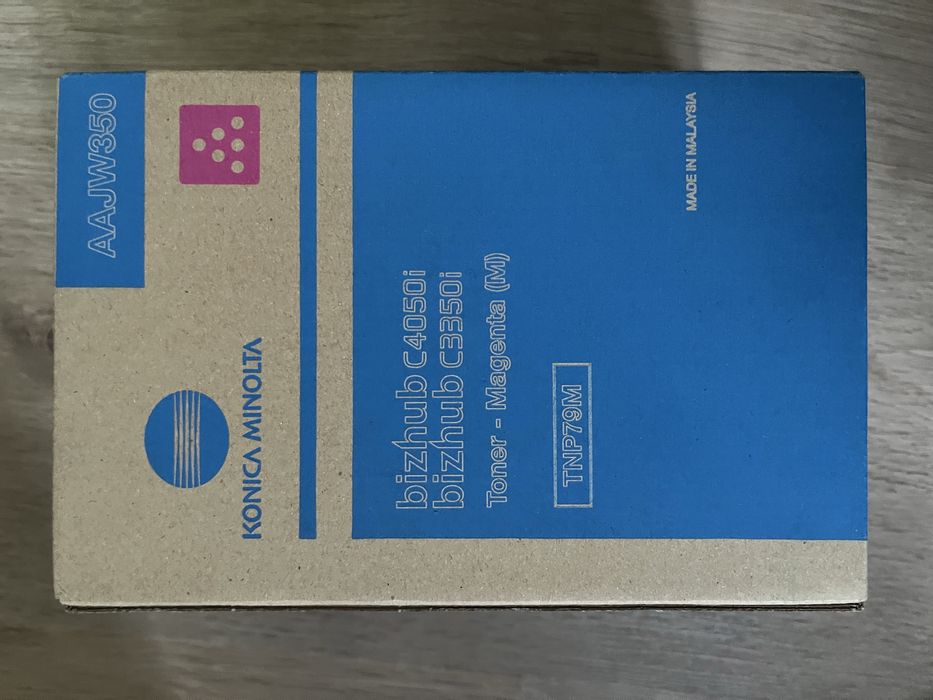 AAJW350
KONICA MINOLTA
bizhub C4050i
bizhub C3350i
Toner - Magenta (M)
TNP79M
MADE IN MALAYSIA